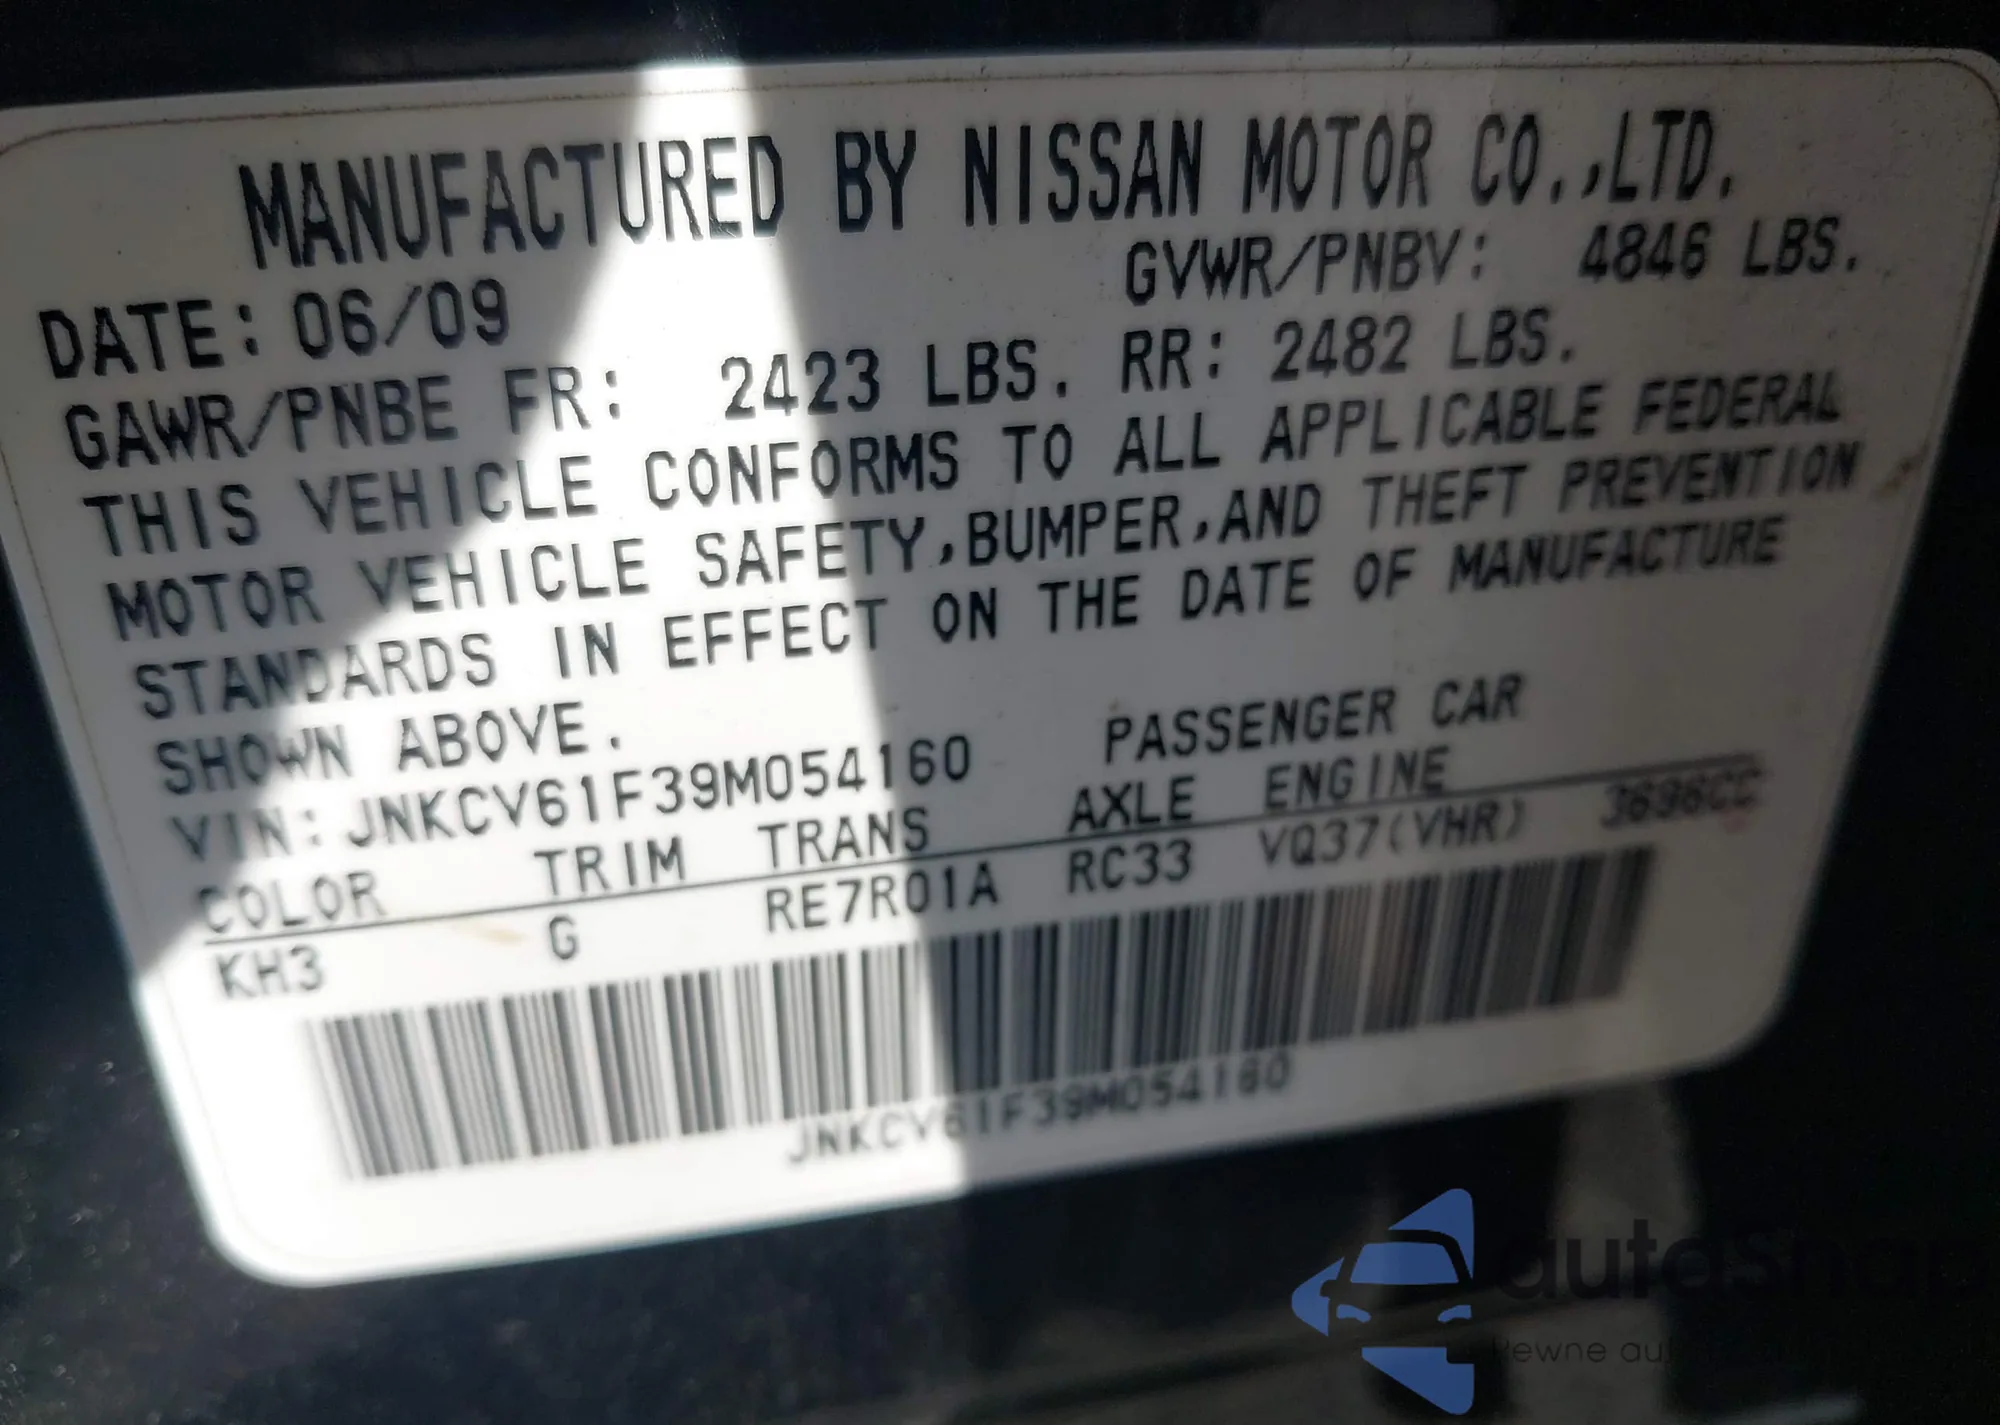 MANUFACTURED BY NISSAN MOTOR CO.,LTD.
DATE: 06/09 GVWR/PNBV: 4846 LBS.
GAWR/PNBE FR: 2423 LBS. RR: 2482 LBS.
THIS VEHICLE CONFORMS TO ALL APPLICABLE FEDERAL
MOTOR VEHICLE SAFETY,BUMPER,AND THEFT PREVENTION
STANDARDS IN EFFECT ON THE DATE OF MANUFACTURE
SHOWN ABOVE.
VIN: JNKCV61F39M054160 PASSENGER CAR
COLOR TRIM TRANS AXLE ENGINE
KH3 G RE7R01A RC33 VQ37(VHR) 3696CC
JNKCV61F39M054160
autoshop
Pewne